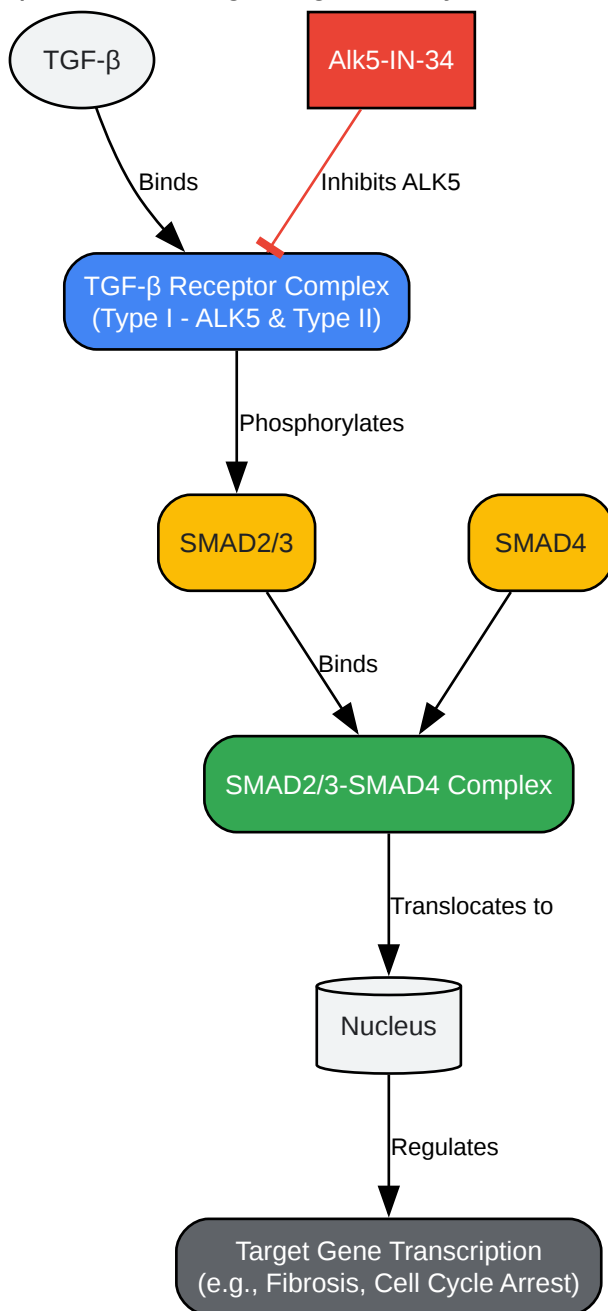 TGF-β
Alk5-IN-34
Binds
Inhibits ALK5
TGF-β Receptor Complex
(Type I - ALK5 & Type II)
Phosphorylates
SMAD2/3
SMAD4
Binds
SMAD2/3-SMAD4 Complex
Translocates to
Nucleus
Regulates
Target Gene Transcription
(e.g., Fibrosis, Cell Cycle Arrest)